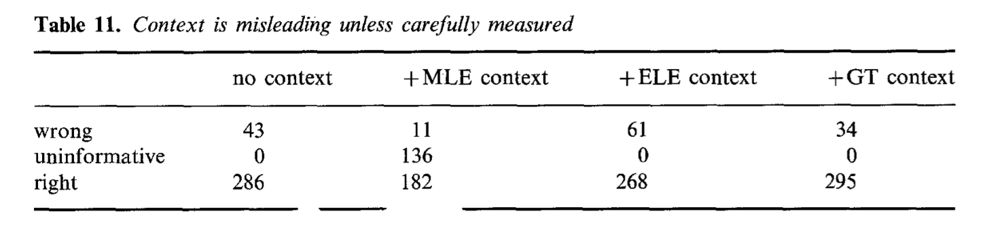 Table 11. Context is misleading unless carefully measured
no context +MLE context +ELE context +GT context
wrong 43 11 61 34
uninformative 0 136 0 0
right 286 182 268 295